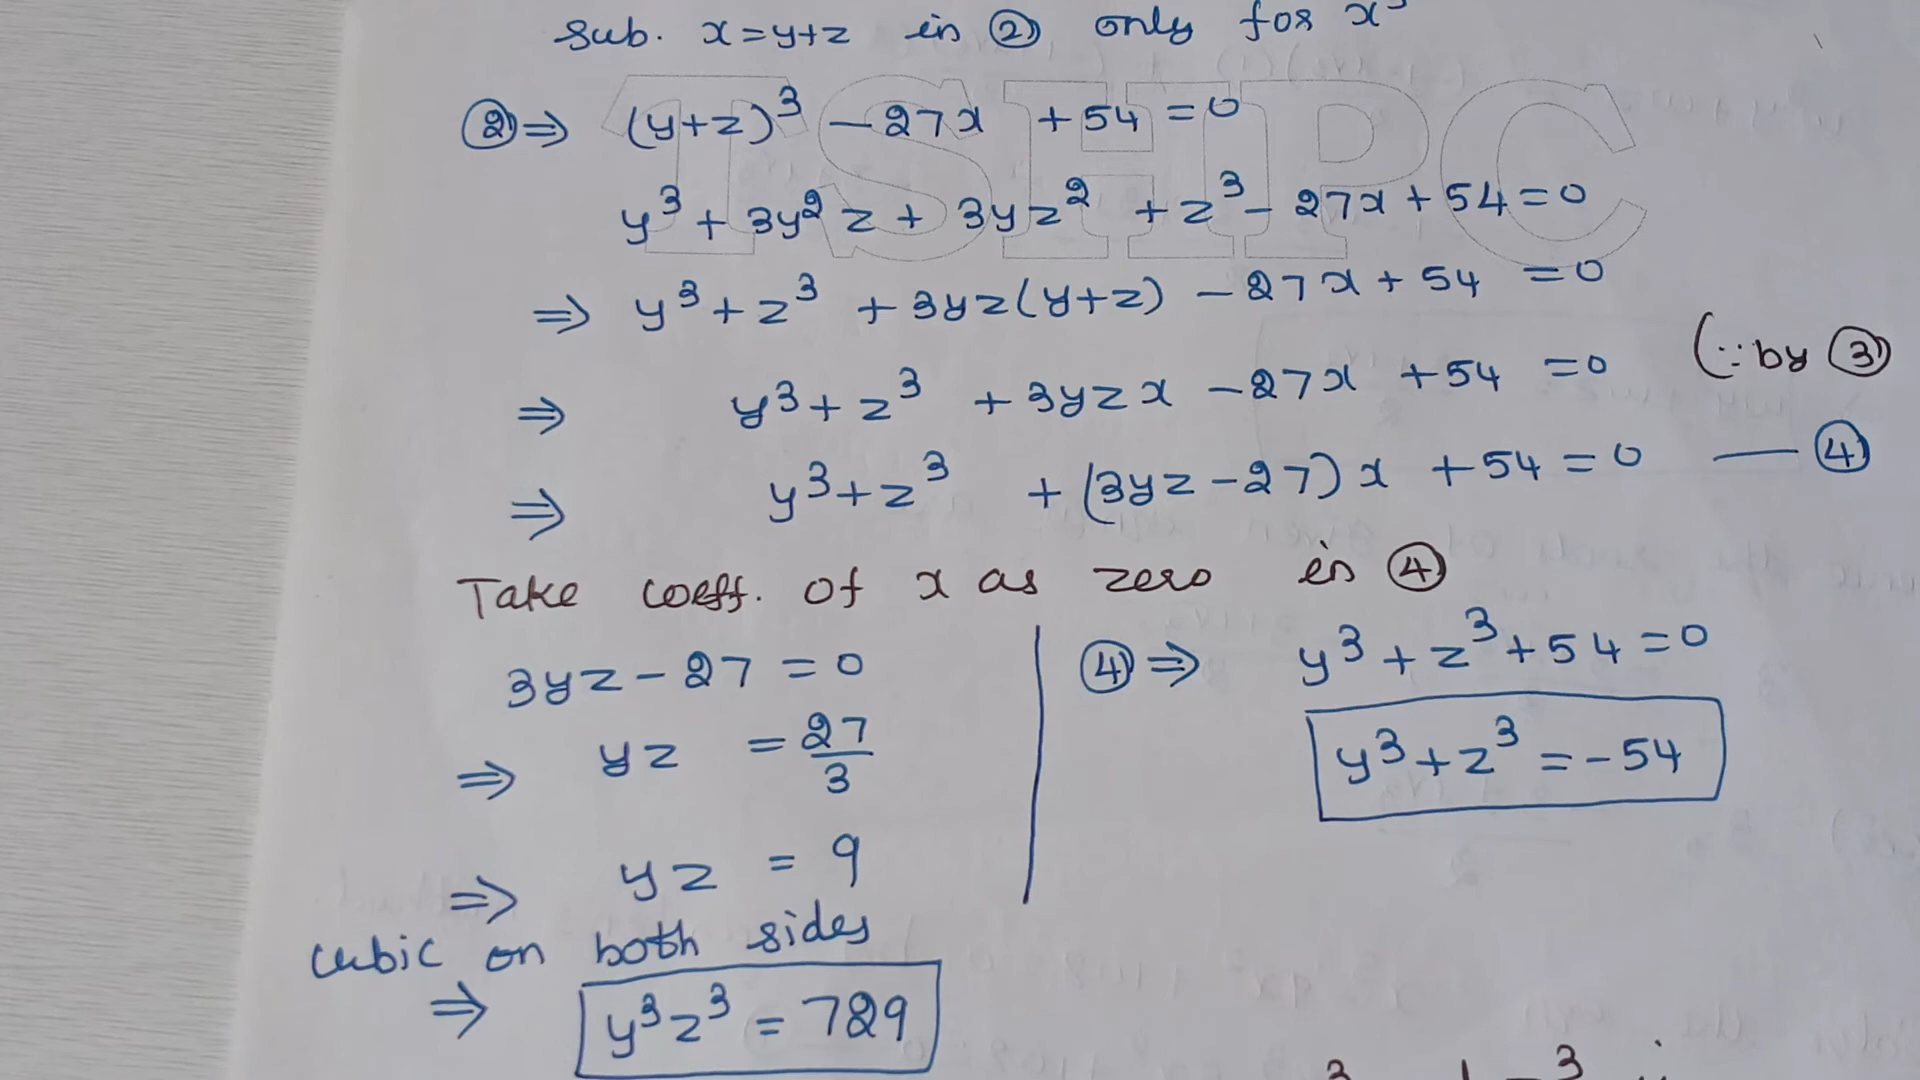 Sub. x=y+z in ② only for x³
②⇒ (y+z)³ -27x +54 =0
y³ + 3y²z + 3yz² + z³ - 27x + 54 = 0
⇒ y³+z³ + 3yz(y+z) - 27x + 54 = 0
⇒ y³+z³ + 3yzx - 27x + 54 = 0 (∵ by ③
⇒ y³+z³ + (3yz-27)x + 54 = 0 — ④
Take coeff. of x as zero in ④
3yz - 27 = 0
⇒ yz = 27/3
⇒ yz = 9
cubic on both sides
⇒ y³z³ = 729
④⇒ y³+z³+54=0
y³+z³ = -54
TSHPC